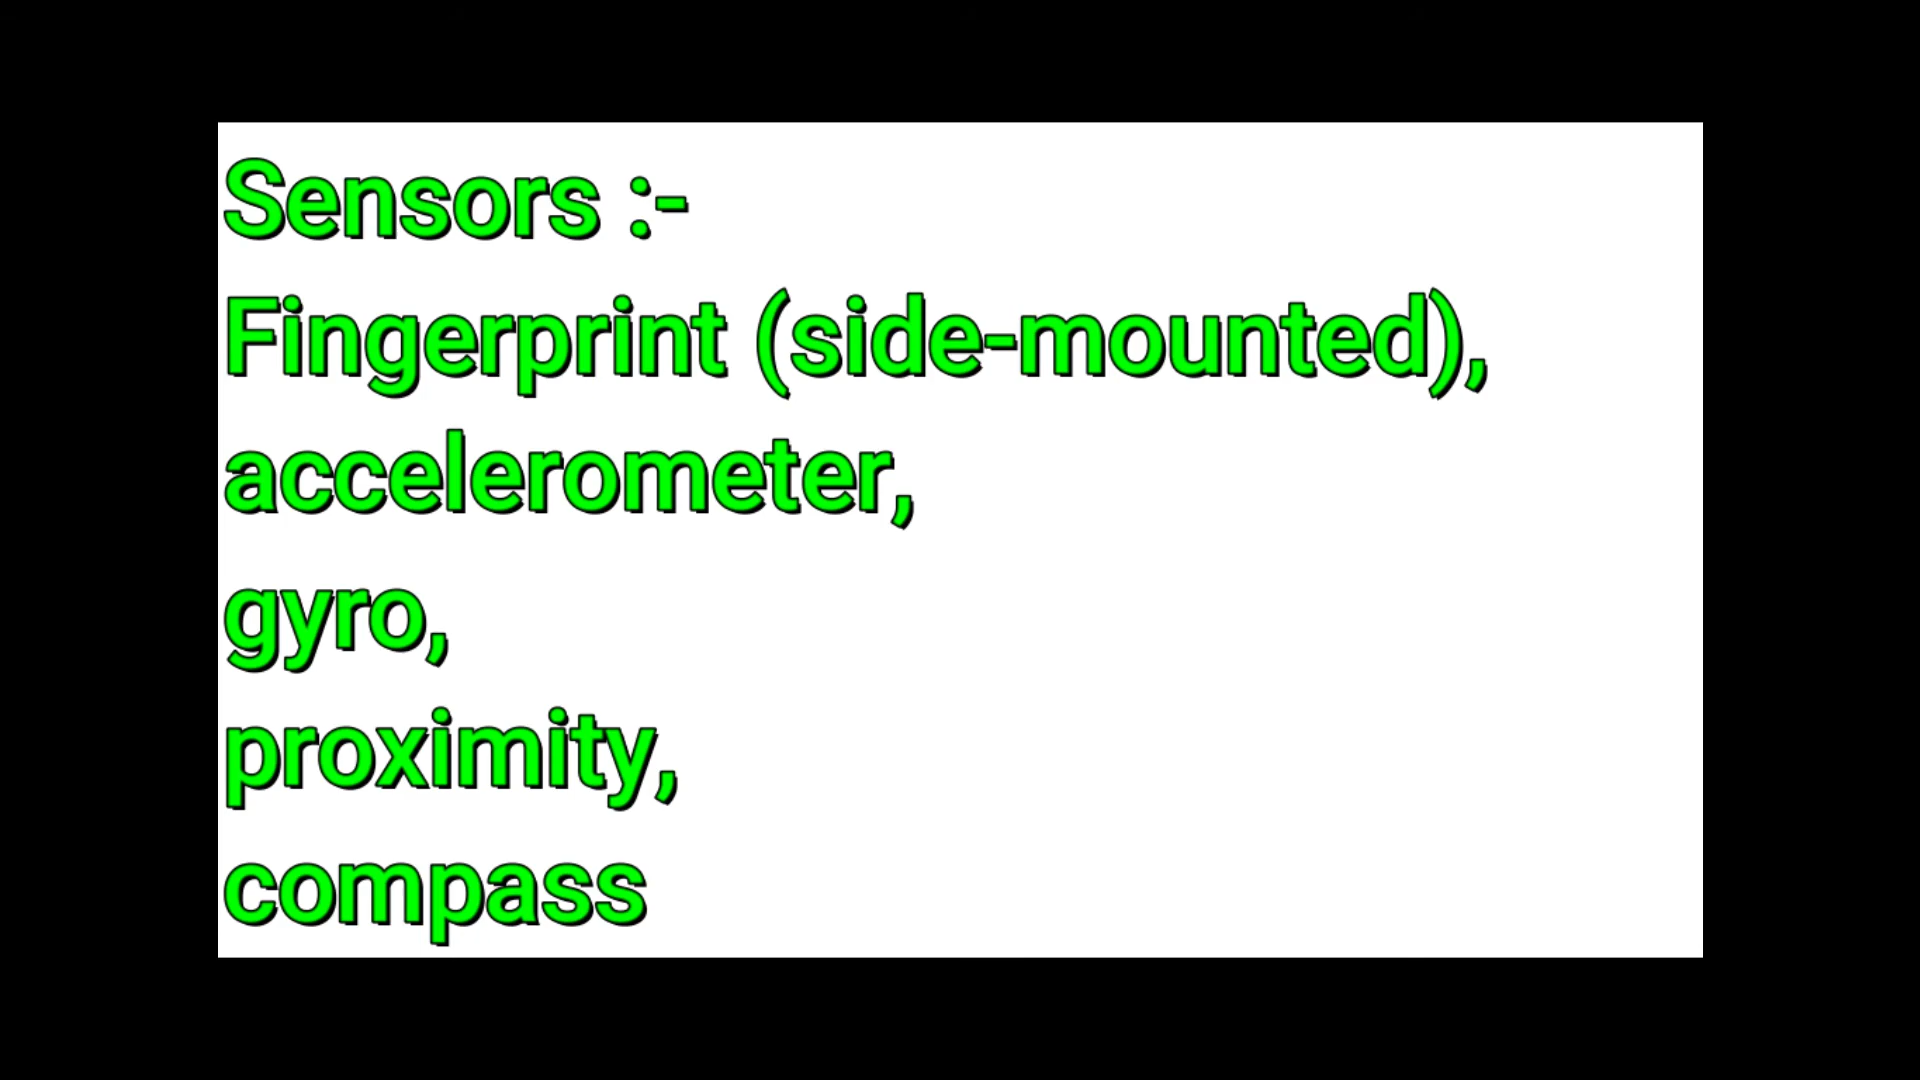 Sensors :-
Fingerprint (side-mounted),
accelerometer,
gyro,
proximity,
compass